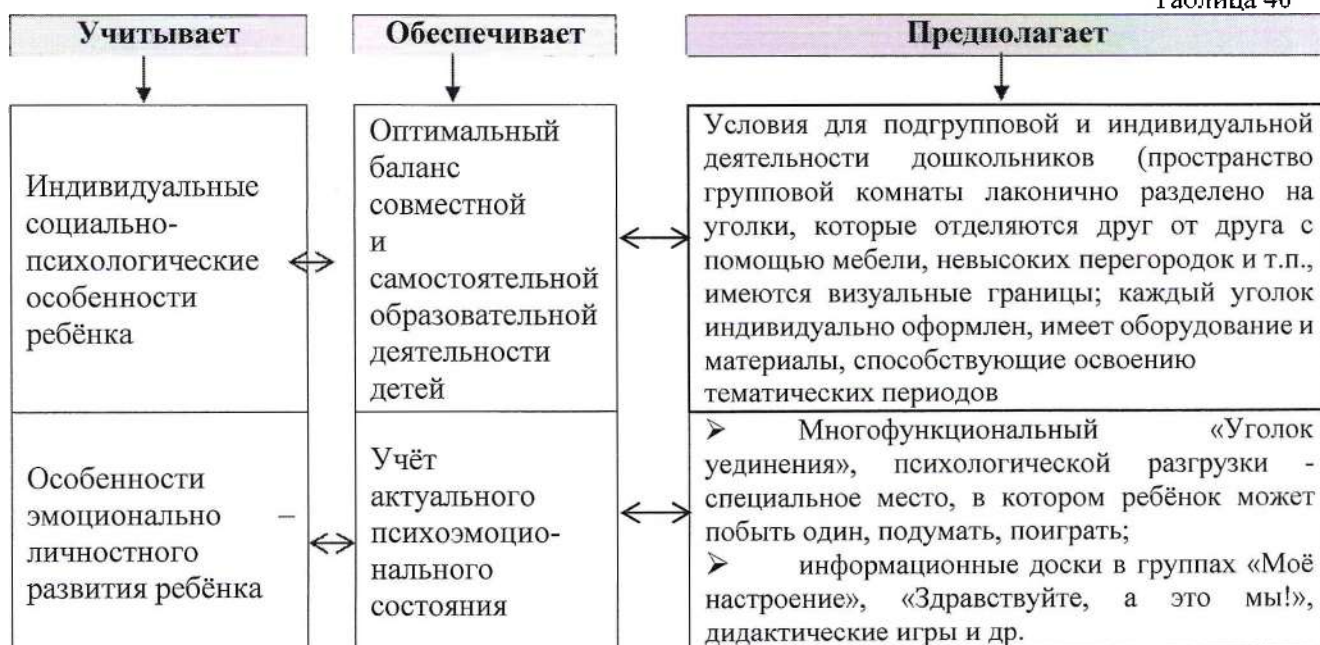 Таблица 46
Учитывает
Обеспечивает
Предполагает
Индивидуальные
социально-
психологические
особенности
ребёнка
Оптимальный
баланс
совместной
и
самостоятельной
образовательной
деятельности
детей
Условия для подгрупповой и индивидуальной
деятельности дошкольников (пространство
групповой комнаты лаконично разделено на
уголки, которые отделяются друг от друга с
помощью мебели, невысоких перегородок и т.п.,
имеются визуальные границы; каждый уголок
индивидуально оформлен, имеет оборудование и
материалы, способствующие освоению
тематических периодов
Особенности
эмоционально –
личностного
развития ребёнка
Учёт
актуального
психоэмоцио-
нального
состояния
➢ Многофункциональный «Уголок
уединения», психологической разгрузки -
специальное место, в котором ребёнок может
побыть один, подумать, поиграть;
➢ информационные доски в группах «Моё
настроение», «Здравствуйте, а это мы!»,
дидактические игры и др.